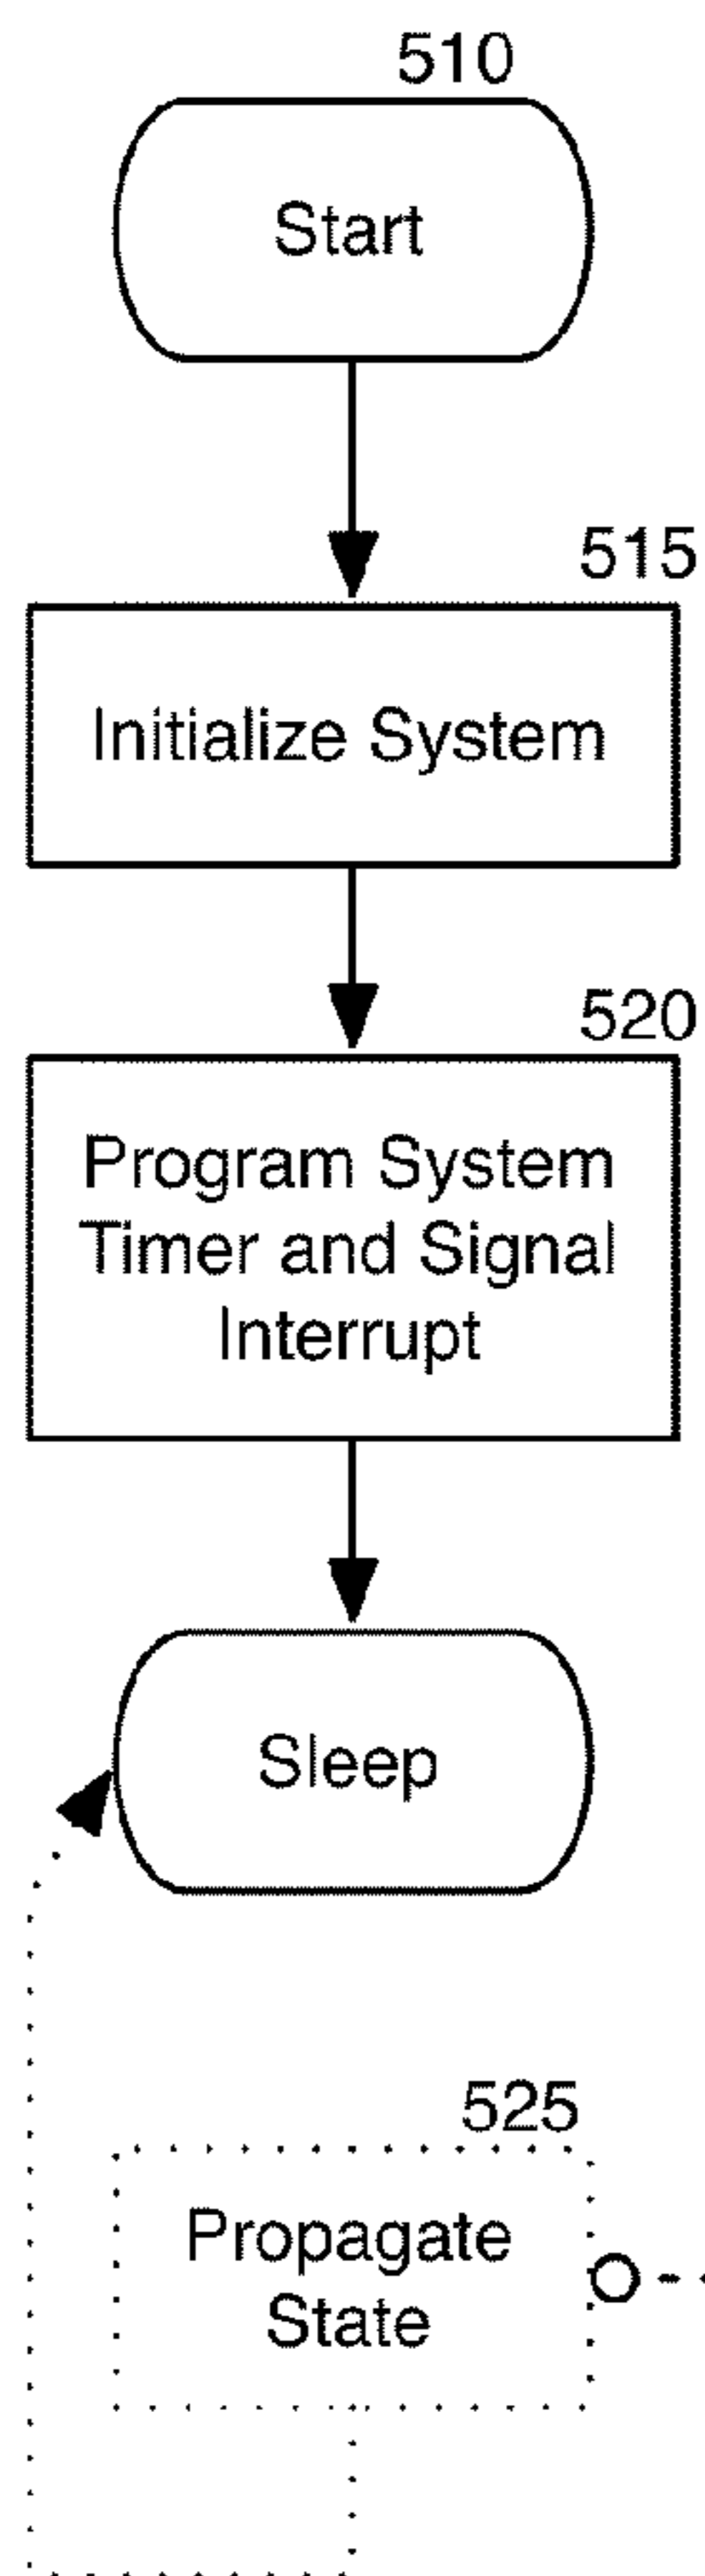 510
Start
515
Initialize System
520
Program System
Timer and Signal
Interrupt
Sleep
525
Propagate
State